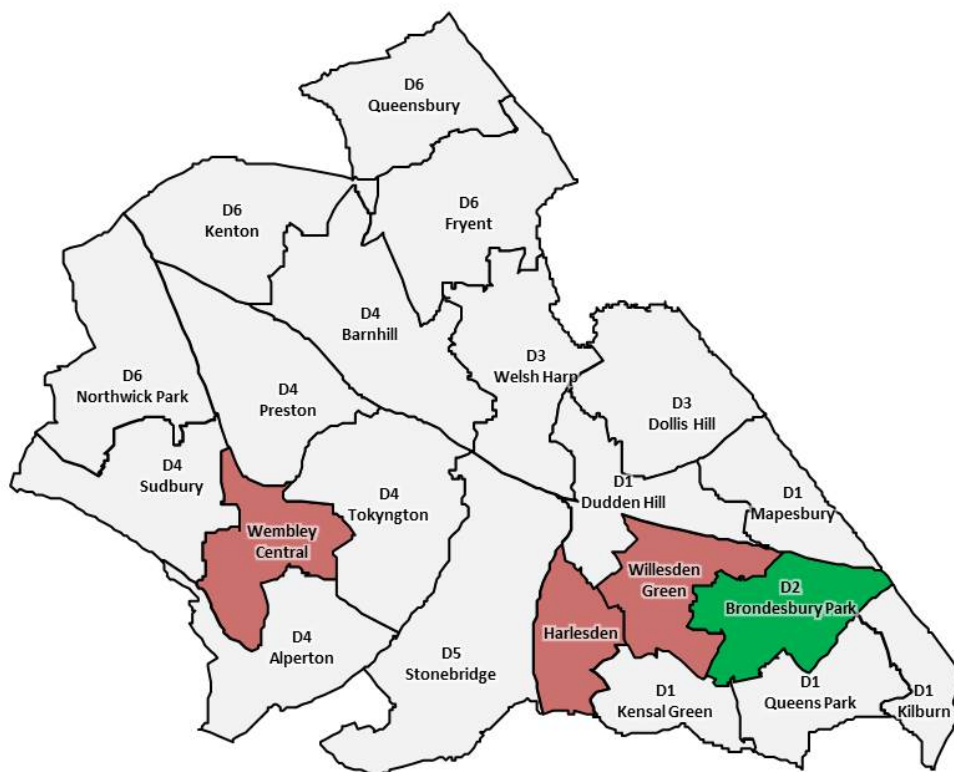 D6
Queensbury
D6
Kenton
D6
Fryent
D4
Barnhill
D3
Welsh Harp
D6
Northwick Park
D4
Preston
D3
Dollis Hill
D4
Sudbury
D4
Tokyngton
D1
Dudden Hill
D1
Mapesbury
Wembley
Central
Willesden
Green
D2
Brondesbury Park
Harlesden
D4
Alperton
D5
Stonebridge
D1
Kensal Green
D1
Queens Park
D1
Kilburn